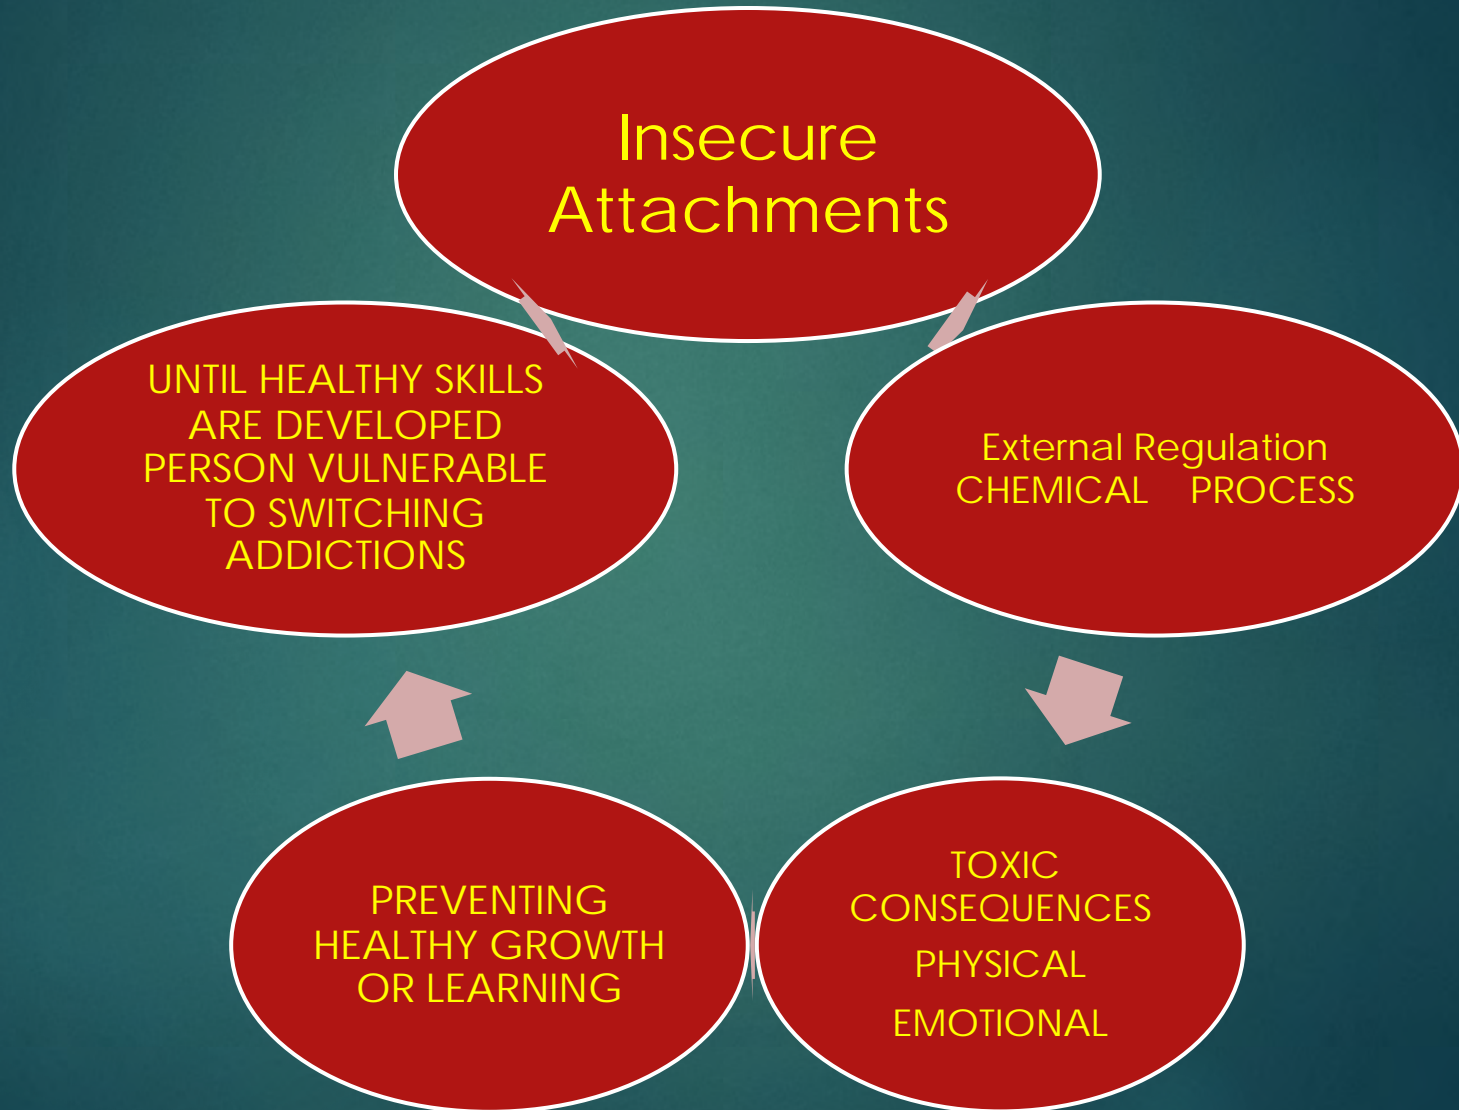 Insecure
Attachments
External Regulation
CHEMICAL PROCESS
TOXIC
CONSEQUENCES
PHYSICAL
EMOTIONAL
PREVENTING
HEALTHY GROWTH
OR LEARNING
UNTIL HEALTHY SKILLS
ARE DEVELOPED
PERSON VULNERABLE
TO SWITCHING
ADDICTIONS